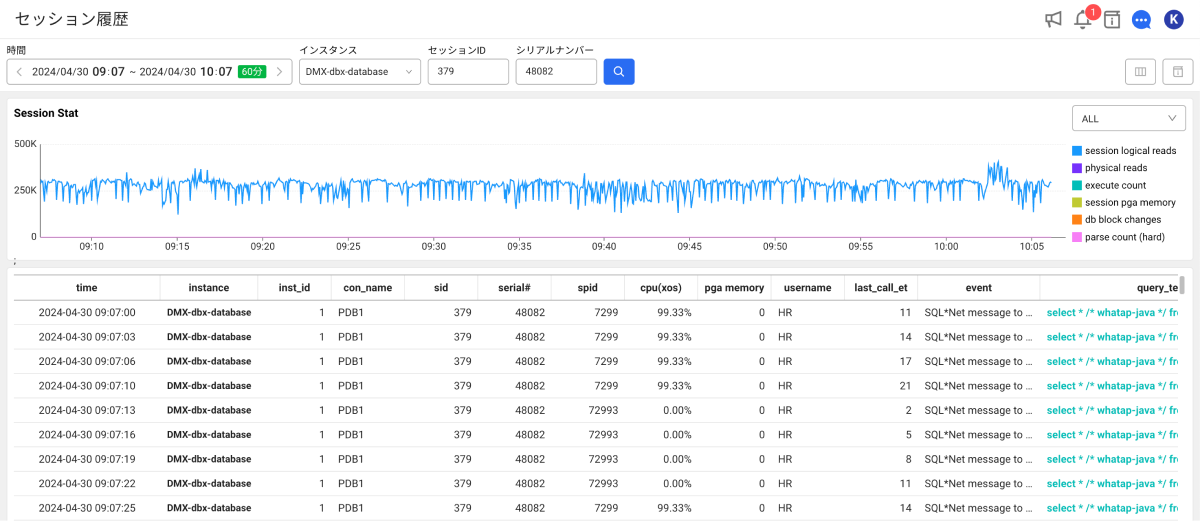 セッション履歴
1
K
時間 インスタンス セッションID シリアルナンバー
2024/04/30 09:07 ~ 2024/04/30 10:07 60分 DMX-dbx-database 379 48082
Session Stat
ALL
500K
250K
0
09:10 09:15 09:20 09:25 09:30 09:35 09:40 09:45 09:50 09:55 10:00 10:05
session logical reads
physical reads
execute count
session pga memory
db block changes
parse count (hard)
time instance inst_id con_name sid serial# spid cpu(xos) pga memory username last_call_et event query_te
2024-04-30 09:07:00 DMX-dbx-database 1 PDB1 379 48082 7299 99.33% 0 HR 11 SQL*Net message to ... select * /* whatap-java */ fr
2024-04-30 09:07:03 DMX-dbx-database 1 PDB1 379 48082 7299 99.33% 0 HR 14 SQL*Net message to ... select * /* whatap-java */ fr
2024-04-30 09:07:06 DMX-dbx-database 1 PDB1 379 48082 7299 99.33% 0 HR 17 SQL*Net message to ... select * /* whatap-java */ fr
2024-04-30 09:07:10 DMX-dbx-database 1 PDB1 379 48082 7299 99.33% 0 HR 21 SQL*Net message to ... select * /* whatap-java */ fr
2024-04-30 09:07:13 DMX-dbx-database 1 PDB1 379 48082 72993 0.00% 0 HR 2 SQL*Net message to ... select * /* whatap-java */ fr
2024-04-30 09:07:16 DMX-dbx-database 1 PDB1 379 48082 72993 0.00% 0 HR 5 SQL*Net message to ... select * /* whatap-java */ fr
2024-04-30 09:07:19 DMX-dbx-database 1 PDB1 379 48082 72993 0.00% 0 HR 8 SQL*Net message to ... select * /* whatap-java */ fr
2024-04-30 09:07:22 DMX-dbx-database 1 PDB1 379 48082 72993 0.00% 0 HR 11 SQL*Net message to ... select * /* whatap-java */ fr
2024-04-30 09:07:25 DMX-dbx-database 1 PDB1 379 48082 7299 99.33% 0 HR 14 SQL*Net message to ... select * /* whatap-java */ fr